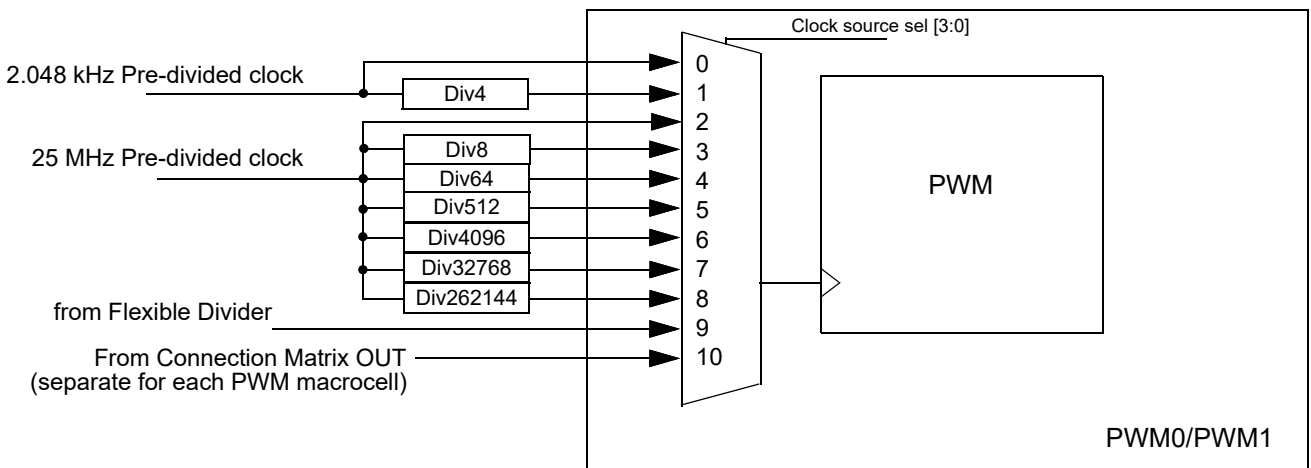 Clock source sel [3:0]
2.048 kHz Pre-divided clock
Div4
25 MHz Pre-divided clock
Div8
Div64
Div512
Div4096
Div32768
Div262144
from Flexible Divider
From Connection Matrix OUT
(separate for each PWM macrocell)
0
1
2
3
4
5
6
7
8
9
10
PWM
PWM0/PWM1